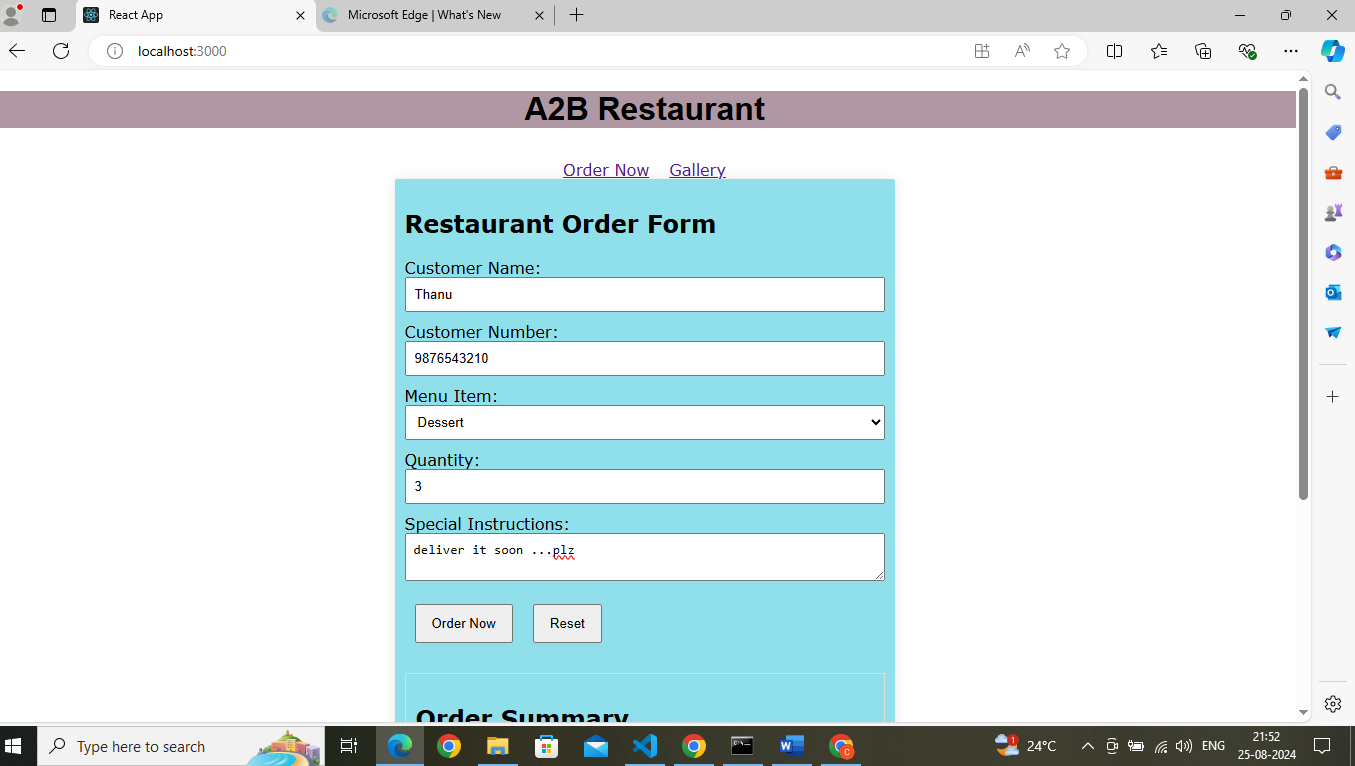 React App
Microsoft Edge | What's New
localhost:3000
A2B Restaurant
Order Now Gallery
Restaurant Order Form
Customer Name:
Thanu
Customer Number:
9876543210
Menu Item:
Dessert
Quantity:
3
Special Instructions:
deliver it soon ...plz
Order Now Reset
Order Summary
Type here to search
1
24°C
ENG
21:52
25-08-2024